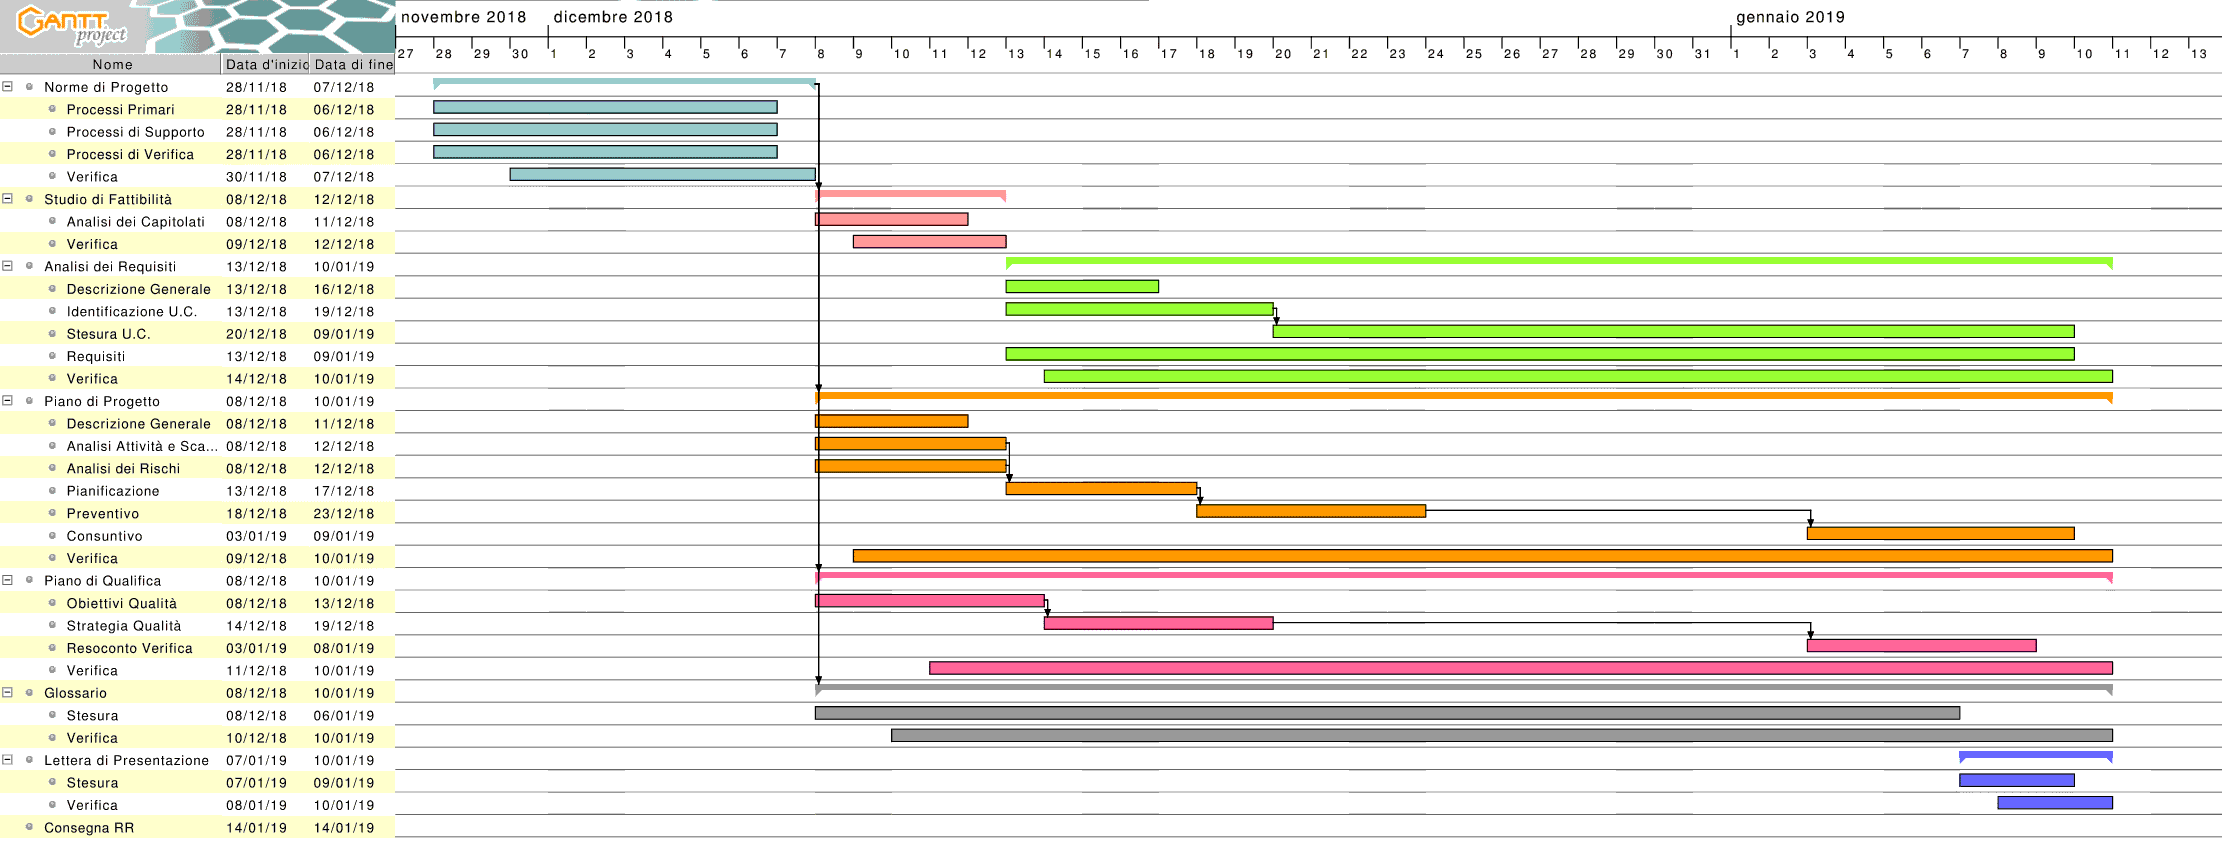 GANTT
project
novembre 2018 dicembre 2018 gennaio 2019
27 28 29 30 1 2 3 4 5 6 7 8 9 10 11 12 13 14 15 16 17 18 19 20 21 22 23 24 25 26 27 28 29 30 31 1 2 3 4 5 6 7 8 9 10 11 12 13
Nome Data d'inizio Data di fine
Norme di Progetto 28/11/18 07/12/18
Processi Primari 28/11/18 06/12/18
Processi di Supporto 28/11/18 06/12/18
Processi di Verifica 28/11/18 06/12/18
Verifica 30/11/18 07/12/18
Studio di Fattibilità 08/12/18 12/12/18
Analisi dei Capitolati 08/12/18 11/12/18
Verifica 09/12/18 12/12/18
Analisi dei Requisiti 13/12/18 10/01/19
Descrizione Generale 13/12/18 16/12/18
Identificazione U.C. 13/12/18 19/12/18
Stesura U.C. 20/12/18 09/01/19
Requisiti 13/12/18 09/01/19
Verifica 14/12/18 10/01/19
Piano di Progetto 08/12/18 10/01/19
Descrizione Generale 08/12/18 11/12/18
Analisi Attività e Sca... 08/12/18 12/12/18
Analisi dei Rischi 08/12/18 12/12/18
Pianificazione 13/12/18 17/12/18
Preventivo 18/12/18 23/12/18
Consuntivo 03/01/19 09/01/19
Verifica 09/12/18 10/01/19
Piano di Qualifica 08/12/18 10/01/19
Obiettivi Qualità 08/12/18 13/12/18
Strategia Qualità 14/12/18 19/12/18
Resoconto Verifica 03/01/19 08/01/19
Verifica 11/12/18 10/01/19
Glossario 08/12/18 10/01/19
Stesura 08/12/18 06/01/19
Verifica 10/12/18 10/01/19
Lettera di Presentazione 07/01/19 10/01/19
Stesura 07/01/19 09/01/19
Verifica 08/01/19 10/01/19
Consegna RR 14/01/19 14/01/19